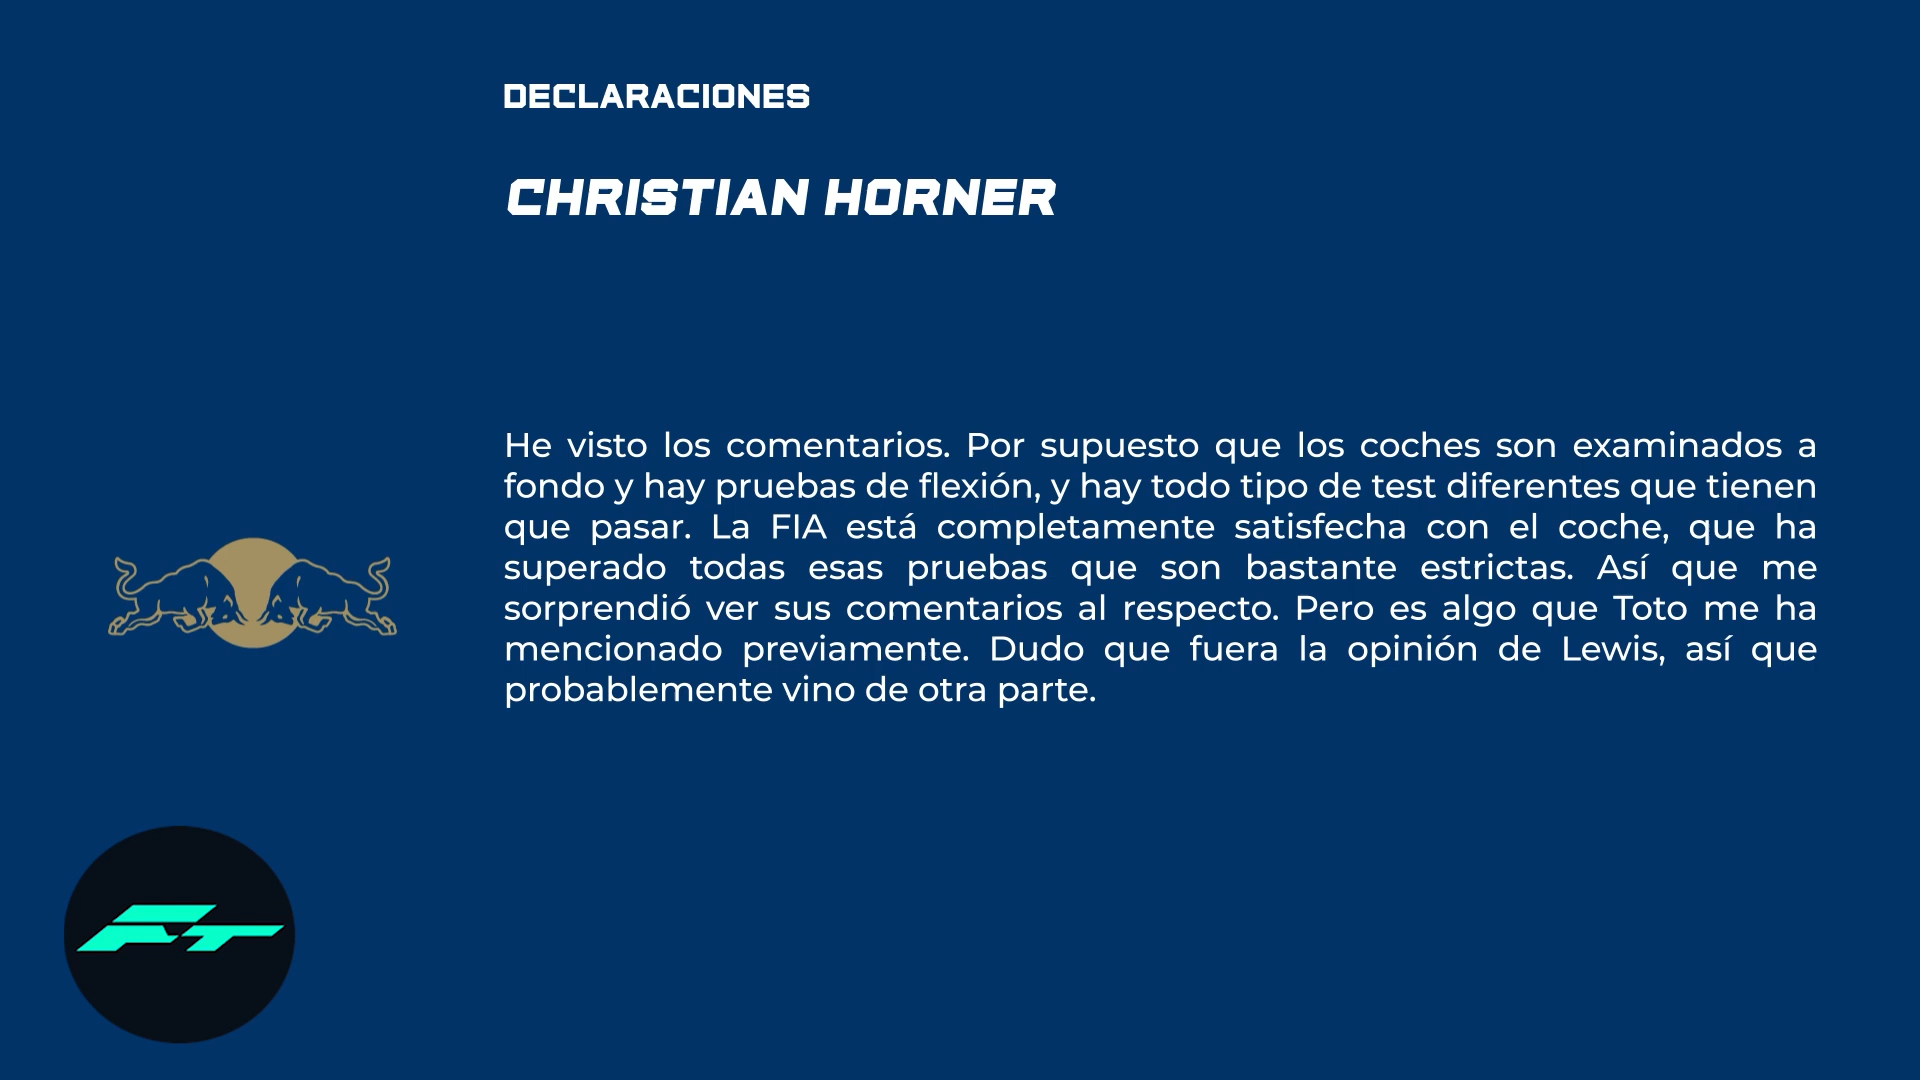 DECLARACIONES
CHRISTIAN HORNER
He visto los comentarios. Por supuesto que los coches son examinados a
fondo y hay pruebas de flexión, y hay todo tipo de test diferentes que tienen
que pasar. La FIA está completamente satisfecha con el coche, que ha
superado todas esas pruebas que son bastante estrictas. Así que me
sorprendió ver sus comentarios al respecto. Pero es algo que Toto me ha
mencionado previamente. Dudo que fuera la opinión de Lewis, así que
probablemente vino de otra parte.
FT